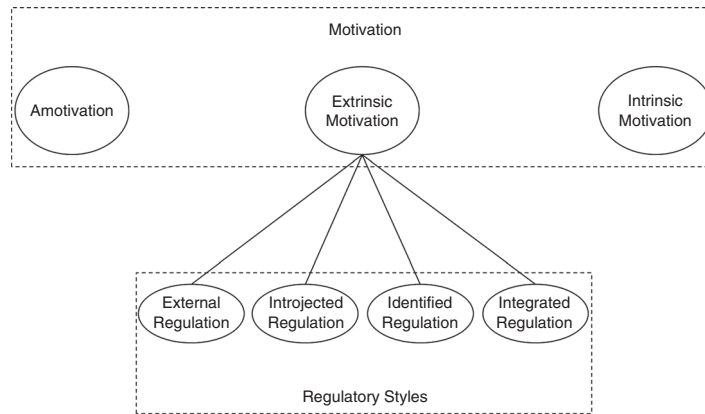 Motivation
Amotivation
Extrinsic
Motivation
Intrinsic
Motivation
External
Regulation
Introjected
Regulation
Identified
Regulation
Integrated
Regulation
Regulatory Styles